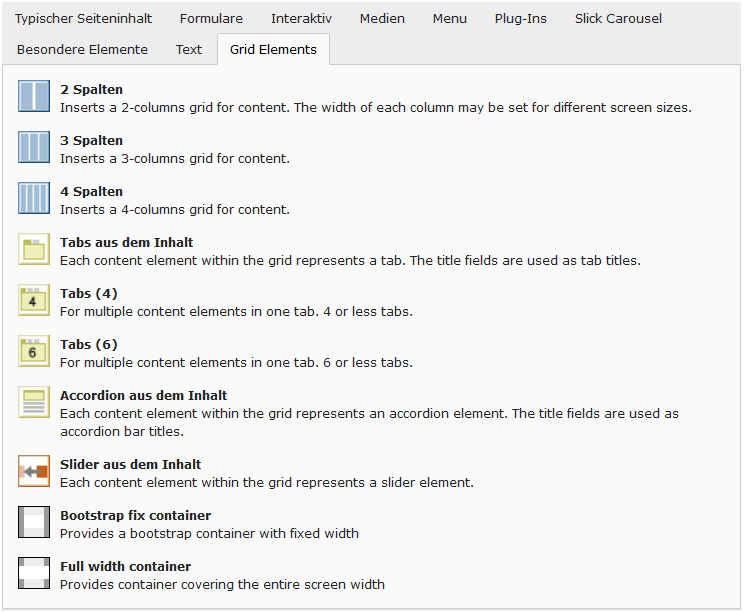 Typischer Seiteninhalt Formulare Interaktiv Medien Menu Plug-Ins Slick Carousel
Besondere Elemente Text Grid Elements
2 Spalten
Inserts a 2-columns grid for content. The width of each column may be set for different screen sizes.
3 Spalten
Inserts a 3-columns grid for content.
4 Spalten
Inserts a 4-columns grid for content.
Tabs aus dem Inhalt
Each content element within the grid represents a tab. The title fields are used as tab titles.
4
Tabs (4)
For multiple content elements in one tab. 4 or less tabs.
6
Tabs (6)
For multiple content elements in one tab. 6 or less tabs.
Accordion aus dem Inhalt
Each content element within the grid represents an accordion element. The title fields are used as
accordion bar titles.
Slider aus dem Inhalt
Each content element within the grid represents a slider element.
Bootstrap fix container
Provides a bootstrap container with fixed width
Full width container
Provides container covering the entire screen width